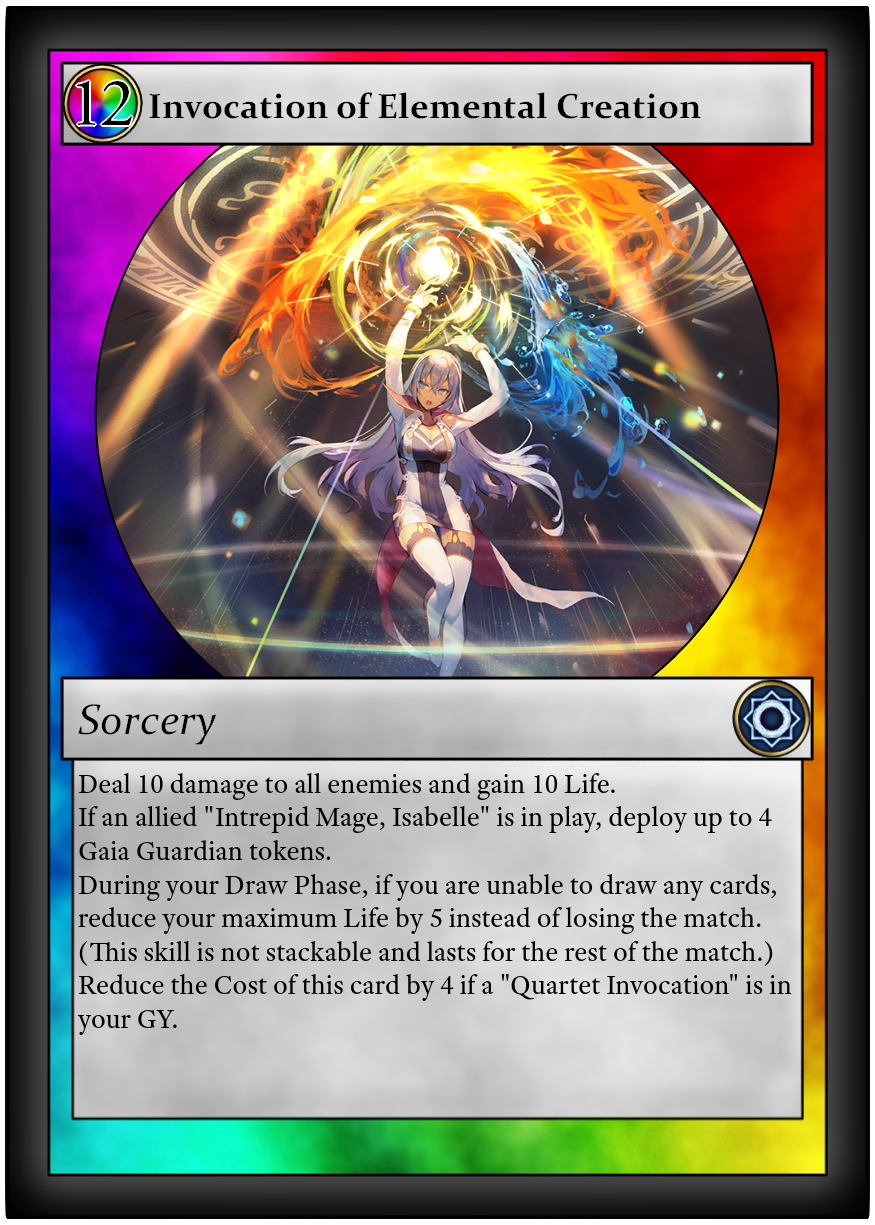 12 Invocation of Elemental Creation
Sorcery
Deal 10 damage to all enemies and gain 10 Life.
If an allied "Intrepid Mage, Isabelle" is in play, deploy up to 4
Gaia Guardian tokens.
During your Draw Phase, if you are unable to draw any cards,
reduce your maximum Life by 5 instead of losing the match.
(This skill is not stackable and lasts for the rest of the match.)
Reduce the Cost of this card by 4 if a "Quartet Invocation" is in
your GY.